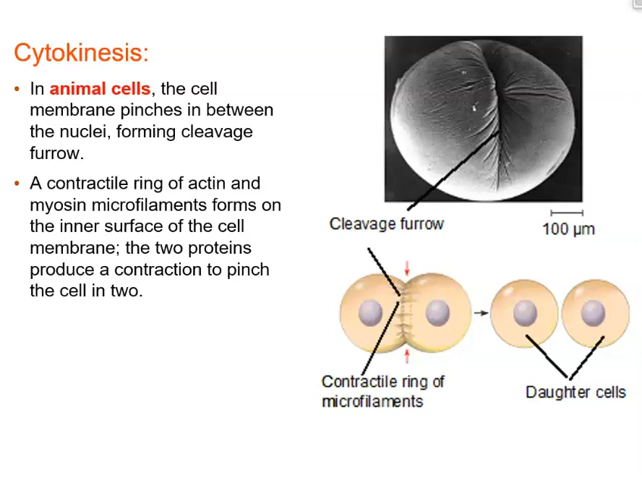 Cytokinesis:
• In animal cells, the cell
membrane pinches in between
the nuclei, forming cleavage
furrow.
• A contractile ring of actin and
myosin microfilaments forms on
the inner surface of the cell
membrane; the two proteins
produce a contraction to pinch
the cell in two.
Cleavage furrow
100 µm
Contractile ring of
microfilaments
Daughter cells